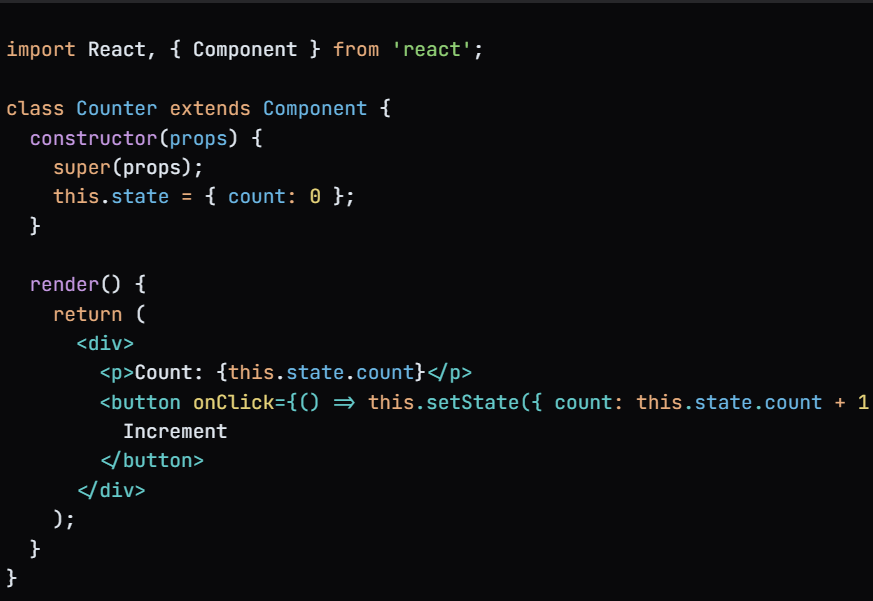 import React, { Component } from 'react';
class Counter extends Component {
constructor(props) {
super(props);
this.state = { count: 0 };
}
render() {
return (
<div>
<p>Count: {this.state.count}</p>
<button onClick={() => this.setState({ count: this.state.count + 1
Increment
</button>
</div>
);
}
}